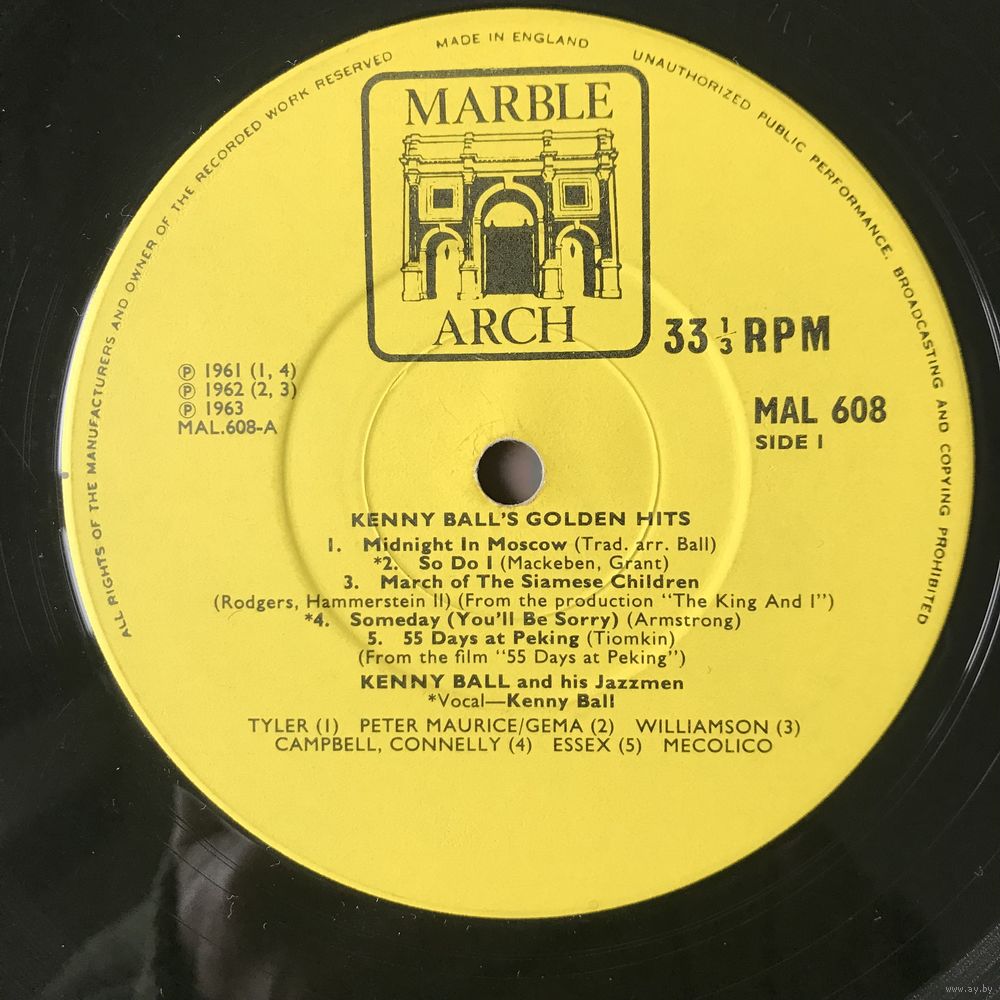 ALL RIGHTS OF THE MANUFACTURERS AND OWNER OF THE RECORDED WORK RESERVED
MADE IN ENGLAND
UNAUTHORIZED PUBLIC PERFORMANCE, BROADCASTING AND COPYING PROHIBITED
MARBLE
ARCH
33 1/3 RPM
℗ 1961 (1, 4)
℗ 1962 (2, 3)
℗ 1963
MAL.608-A
MAL 608
SIDE 1
KENNY BALL'S GOLDEN HITS
1. Midnight In Moscow (Trad. arr. Ball)
*2. So Do I (Mackeben, Grant)
3. March of The Siamese Children
(Rodgers, Hammerstein II) (From the production "The King And I")
*4. Someday (You'll Be Sorry) (Armstrong)
5. 55 Days at Peking (Tiomkin)
(From the film "55 Days at Peking")
KENNY BALL and his Jazzmen
*Vocal—Kenny Ball
TYLER (1) PETER MAURICE/GEMA (2) WILLIAMSON (3)
CAMPBELL, CONNELLY (4) ESSEX (5) MECOLICO
www.ay.by